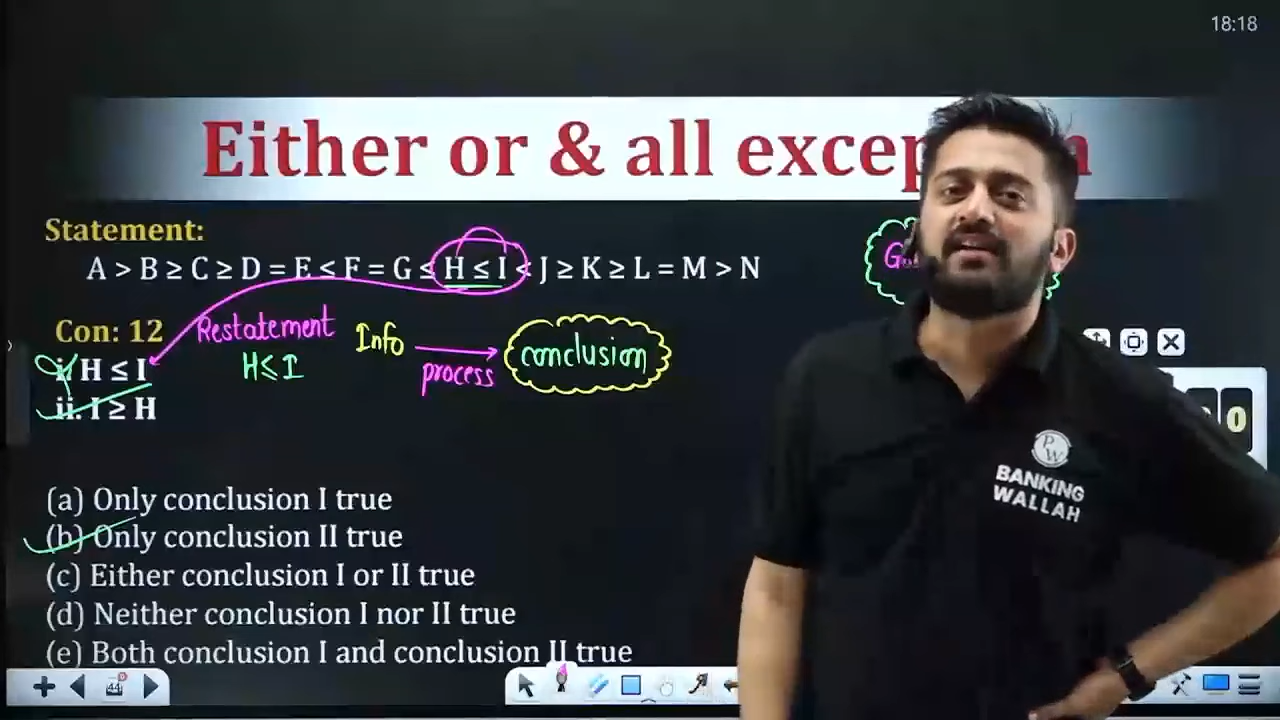 18:18
Either or & all excep
Statement:
A > B ≥ C ≥ D = E ≤ F = G ≤ H ≤ I < J ≥ K ≥ L = M > N
Con: 12
Restatement
H ≤ I
Info
process
conclusion
i. H ≤ I
ii. I ≥ H
0
PW
BANKING
WALLAH
(a) Only conclusion I true
(b) Only conclusion II true
(c) Either conclusion I or II true
(d) Neither conclusion I nor II true
(e) Both conclusion I and conclusion II true
44